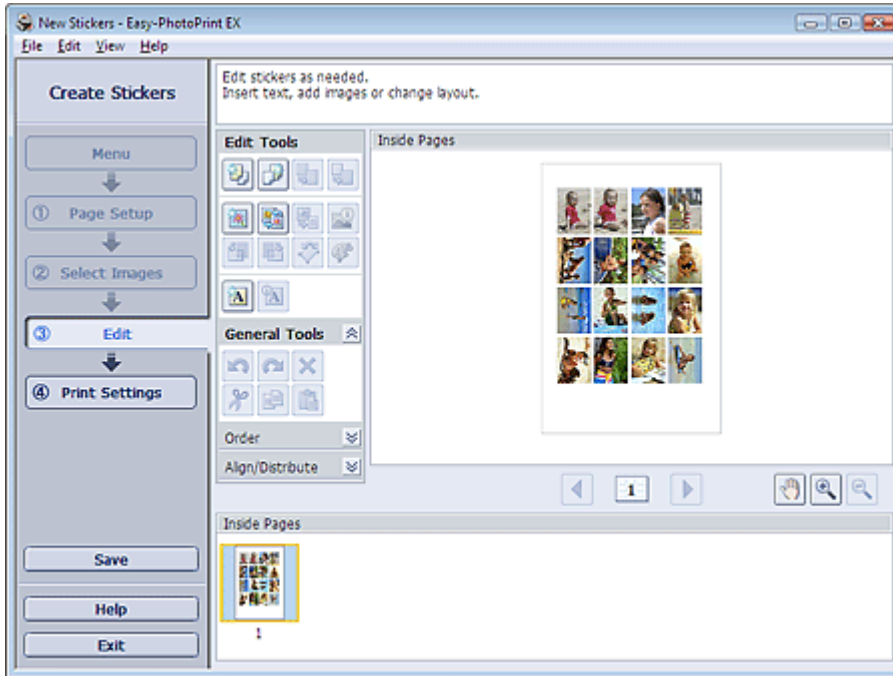 New Stickers - Easy-PhotoPrint EX
File Edit View Help
Create Stickers
Edit stickers as needed.
Insert text, add images or change layout.
Menu
① Page Setup
② Select Images
③ Edit
④ Print Settings
Save
Help
Exit
Edit Tools
A A
General Tools
Order
Align/Distribute
Inside Pages
1
Inside Pages
1